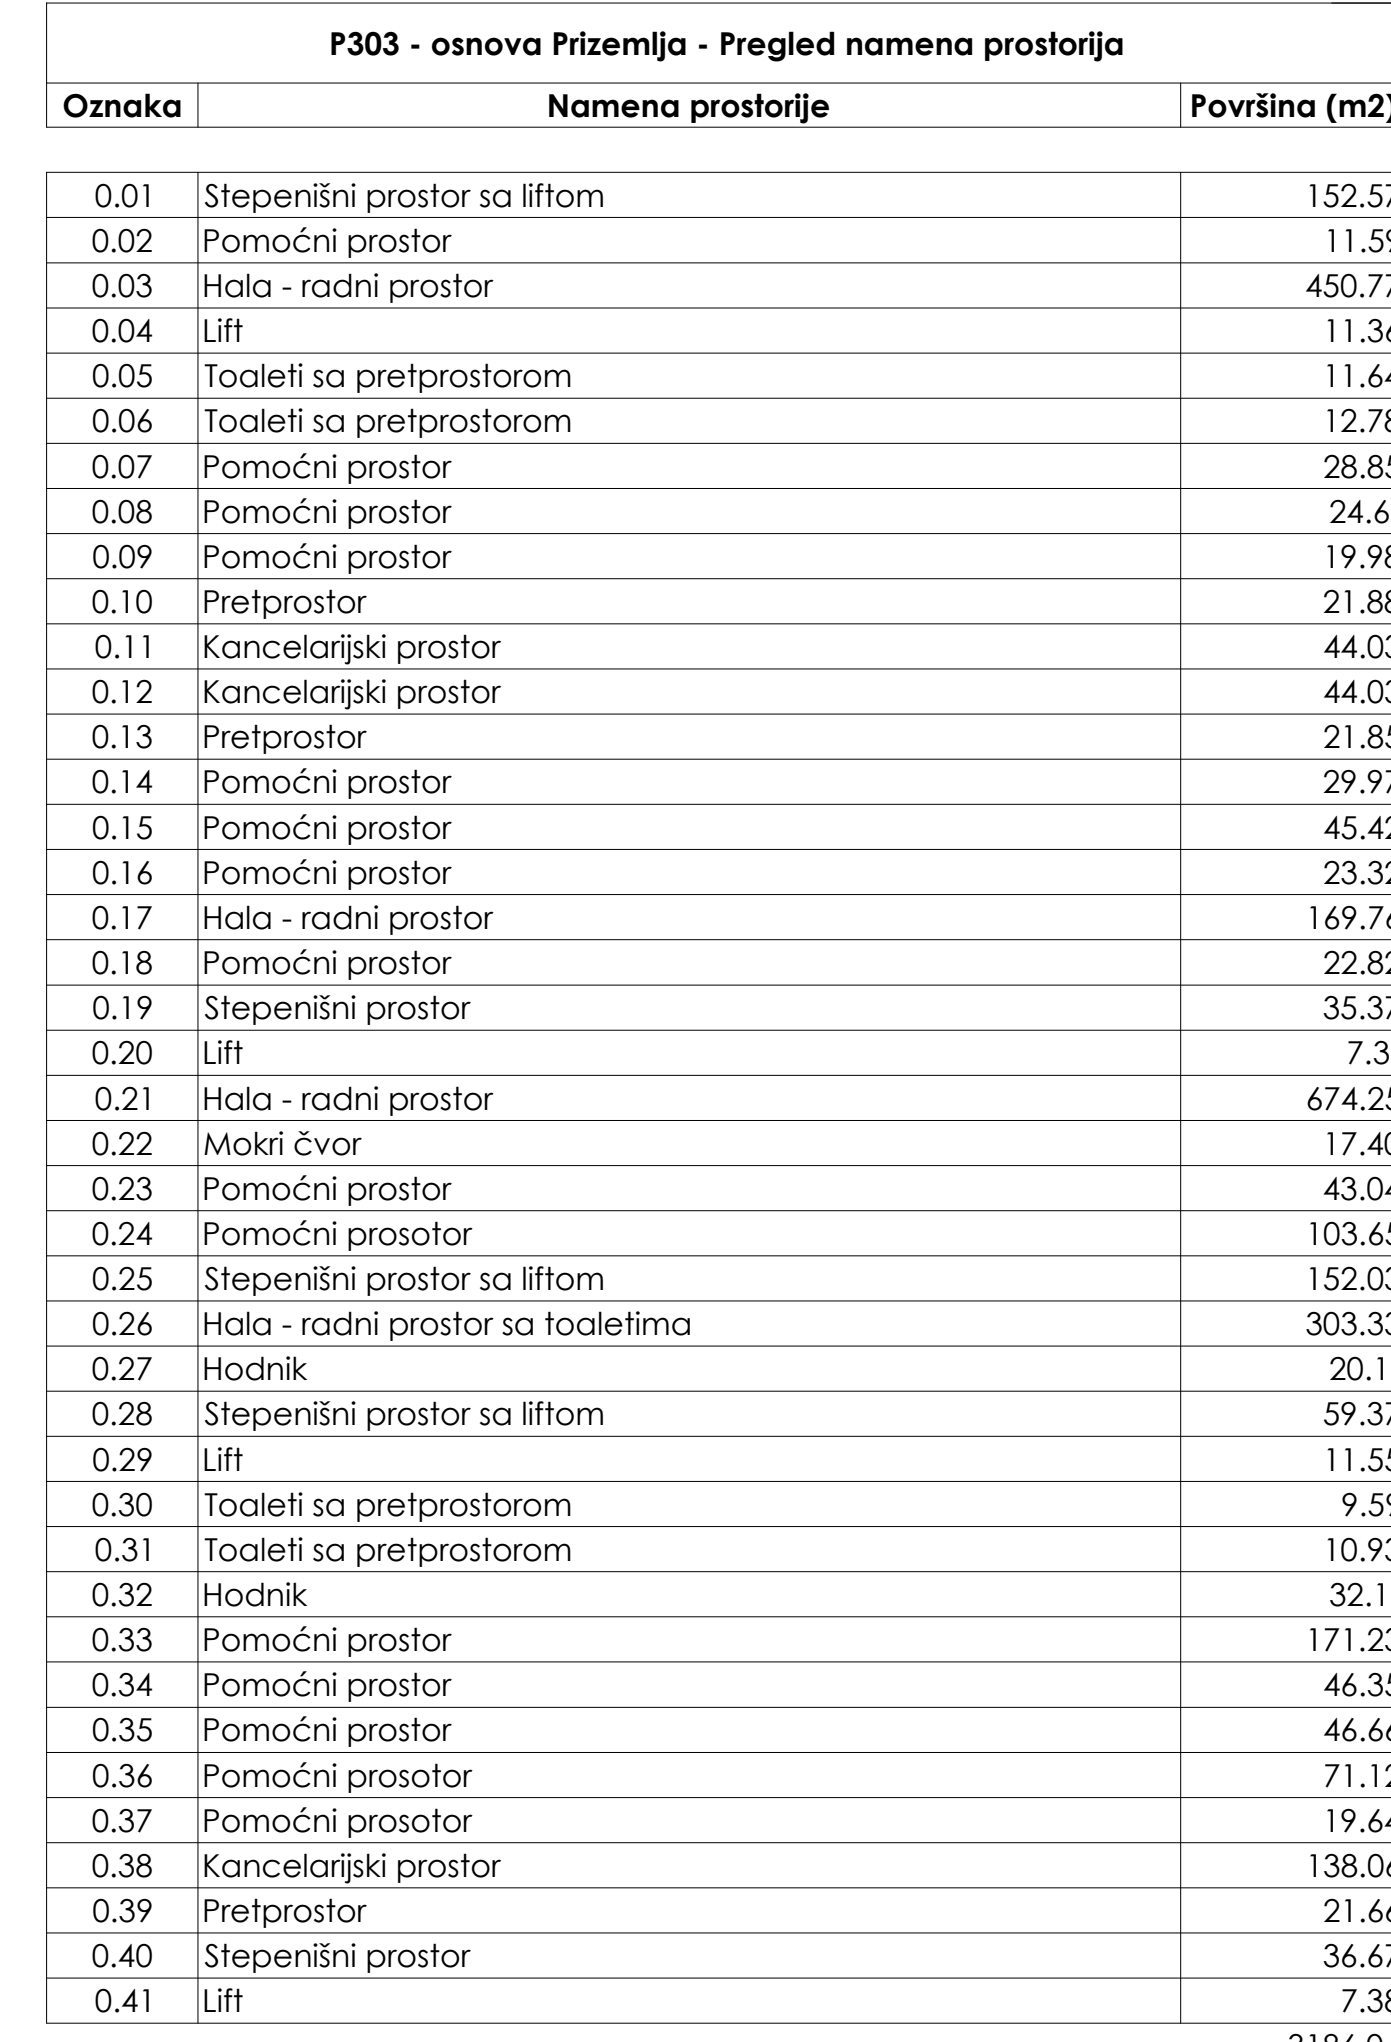 P303 - osnova Prizemlja - Pregled namena prostorija
Oznaka Namena prostorije Površina (m2)
0.01 Stepenišni prostor sa liftom 152.57
0.02 Pomoćni prostor 11.59
0.03 Hala - radni prostor 450.77
0.04 Lift 11.36
0.05 Toaleti sa pretprostorom 11.64
0.06 Toaleti sa pretprostorom 12.78
0.07 Pomoćni prostor 28.85
0.08 Pomoćni prostor
0.09 Pomoćni prostor 19.98
0.10 Pretprostor 21.88
0.11 Kancelarijski prostor 44.03
0.12 Kancelarijski prostor 44.03
0.13 Pretprostor 21.85
0.14 Pomoćni prostor 29.97
0.15 Pomoćni prostor 45.42
0.16 Pomoćni prostor 23.32
0.17 Hala - radni prostor 169.76
0.18 Pomoćni prostor 22.82
0.19 Stepenišni prostor 35.37
0.20 Lift
0.21 Hala - radni prostor 674.25
0.22 Mokri čvor 17.40
0.23 Pomoćni prostor 43.04
0.24 Pomoćni prosotor 103.65
0.25 Stepenišni prostor sa liftom 152.03
0.26 Hala - radni prostor sa toaletima 303.33
0.27 Hodnik
0.28 Stepenišni prostor sa liftom 59.37
0.29 Lift 11.55
0.30 Toaleti sa pretprostorom 9.59
0.31 Toaleti sa pretprostorom 10.93
0.32 Hodnik
0.33 Pomoćni prostor 171.23
0.34 Pomoćni prostor 46.35
0.35 Pomoćni prostor 46.66
0.36 Pomoćni prosotor 71.12
0.37 Pomoćni prosotor 19.64
0.38 Kancelarijski prostor 138.06
0.39 Pretprostor 21.66
0.40 Stepenišni prostor 36.67
0.41 Lift 7.38